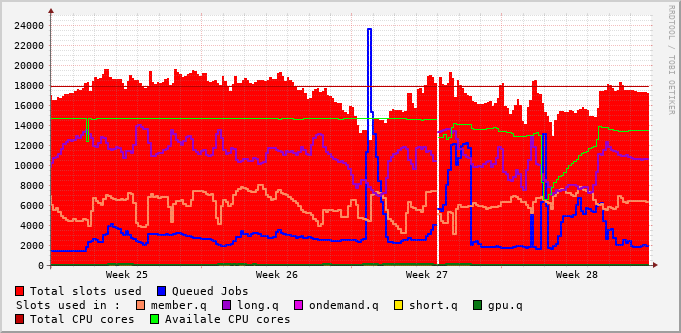 24000
22000
20000
18000
16000
14000
12000
10000
8000
6000
4000
2000
0
Week 25 Week 26 Week 27 Week 28
Total slots used Queued Jobs
Slots used in : member.q long.q ondemand.q short.q gpu.q
Total CPU cores Availale CPU cores
RRDTOOL / TOBI OETIKER